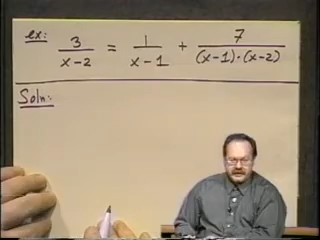 ex: 3/(x-2) = 1/(x-1) + 7/((x-1)·(x-2))
Soln: